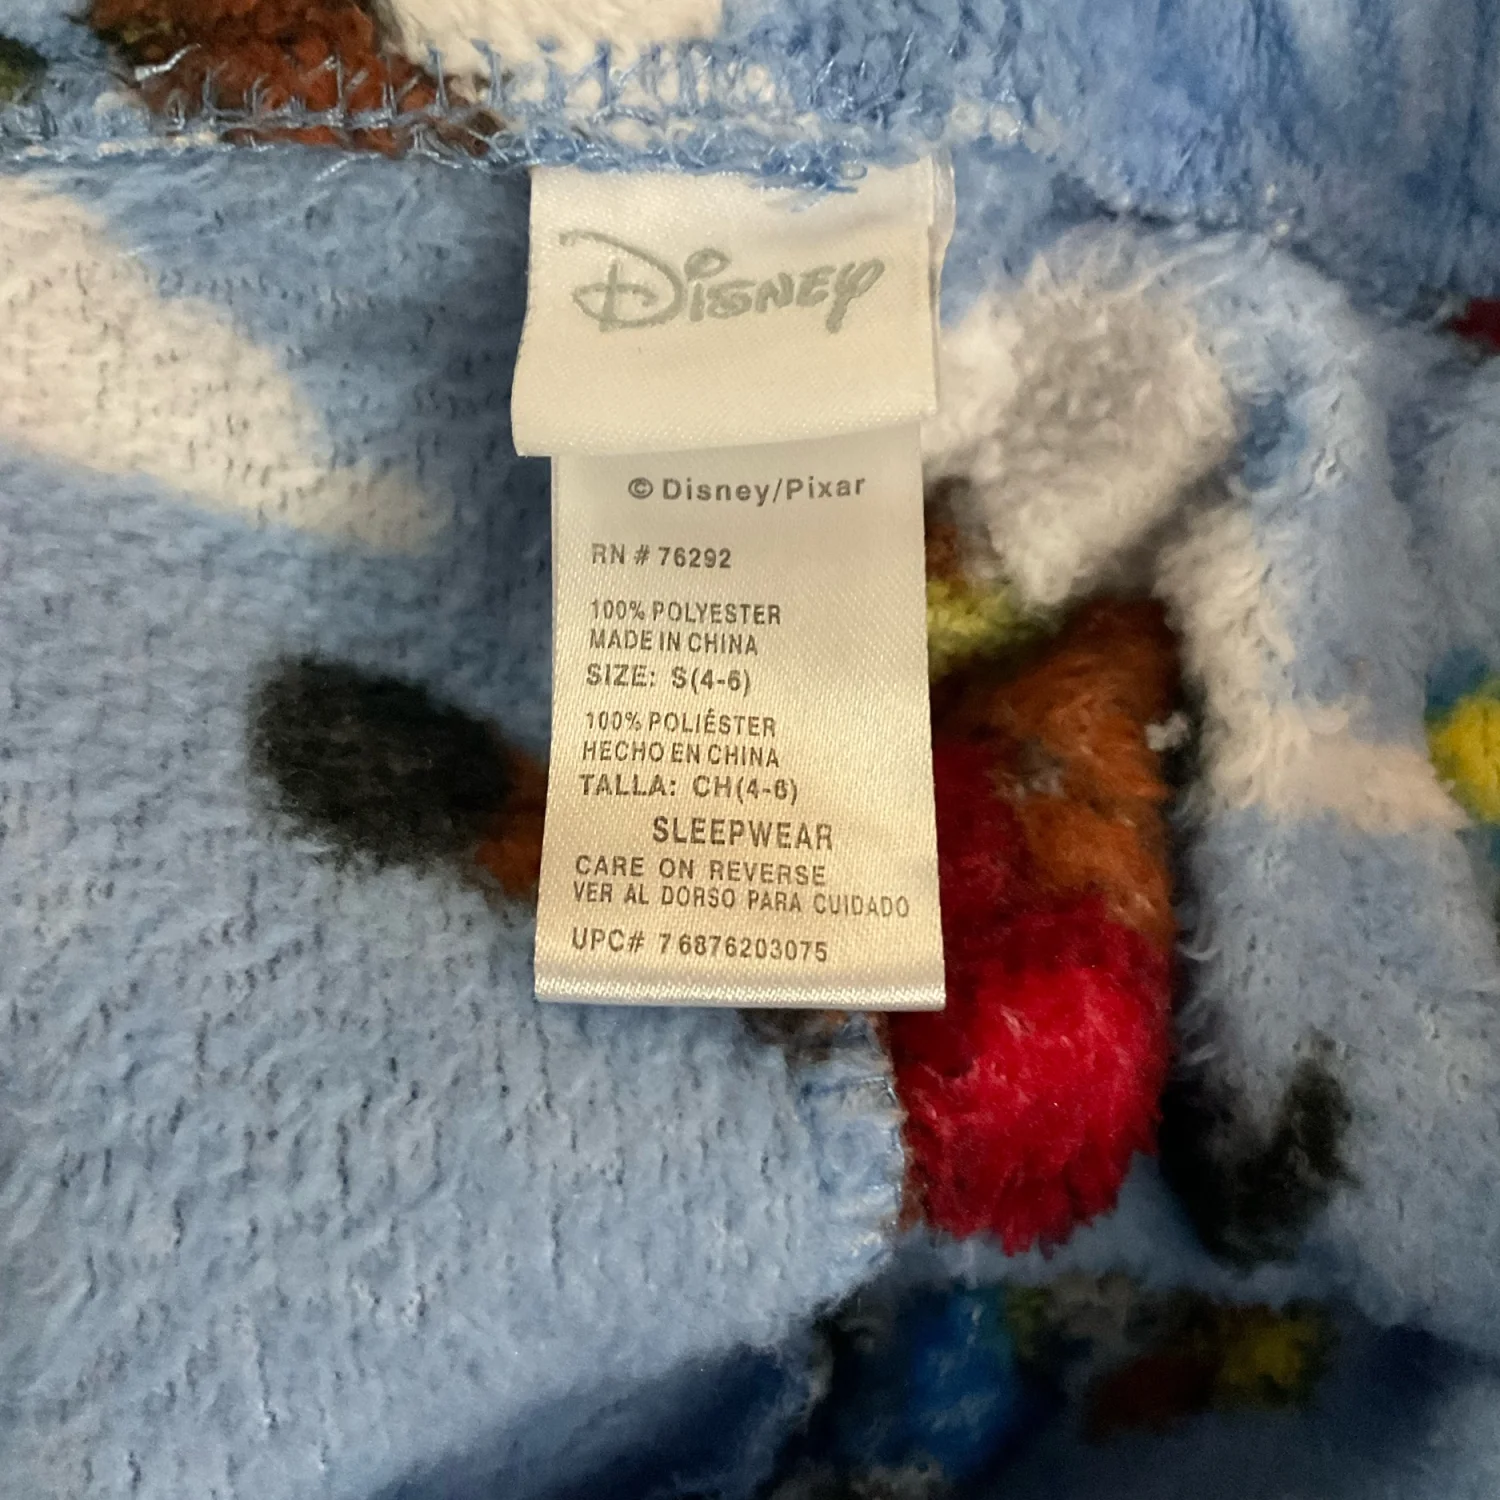 Disney
© Disney/Pixar
RN # 76292
100% POLYESTER
MADE IN CHINA
SIZE: S(4-6)
100% POLIÉSTER
HECHO EN CHINA
TALLA: CH(4-6)
SLEEPWEAR
CARE ON REVERSE
VER AL DORSO PARA CUIDADO
UPC# 76876203075